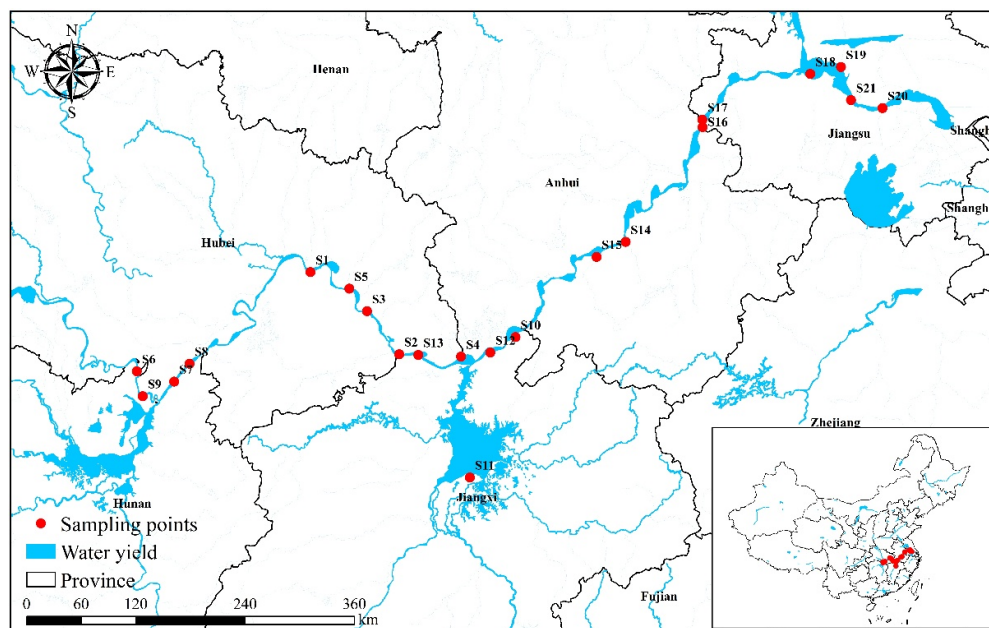 N
W E
S
Henan
S19
S18
S21
S20
S17
S16
Jiangsu
Shangh
Anhui
Shangh
Hubei
S14
S15
S1
S5
S3
S10
S2
S13
S4
S12
S8
S6
S7
S9
Zhejiang
S11
Jiangxi
Hunan
Sampling points
Water yield
Province
Fujian
0 60 120 240 360
km